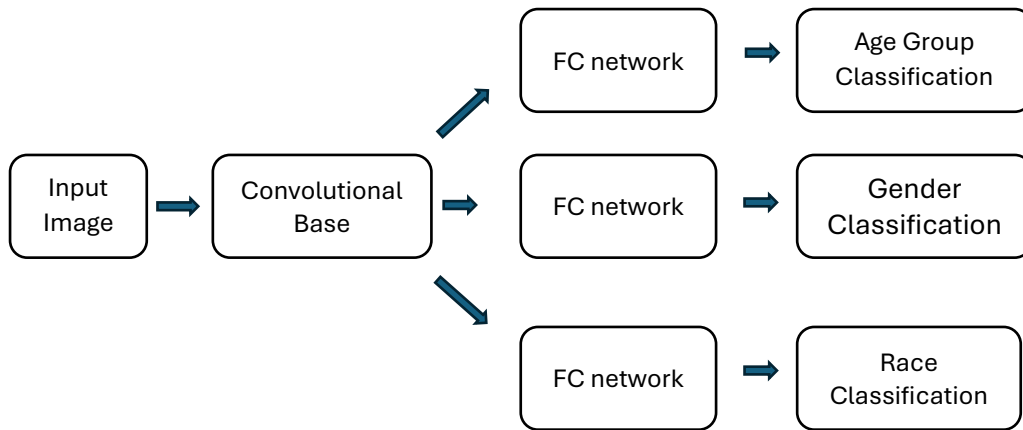 Input
Image
Convolutional
Base
FC network
Age Group
Classification
FC network
Gender
Classification
FC network
Race
Classification